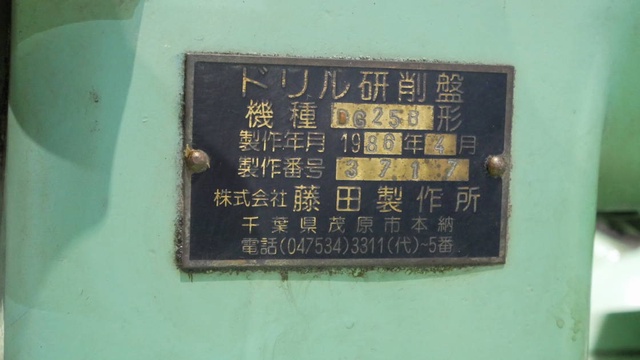 ドリル研削盤
機種 DG25B 形
製作年月 1986年4月
製作番号 3717
株式会社 藤田製作所
千葉県茂原市本納
電話(047534)3311(代)~5番